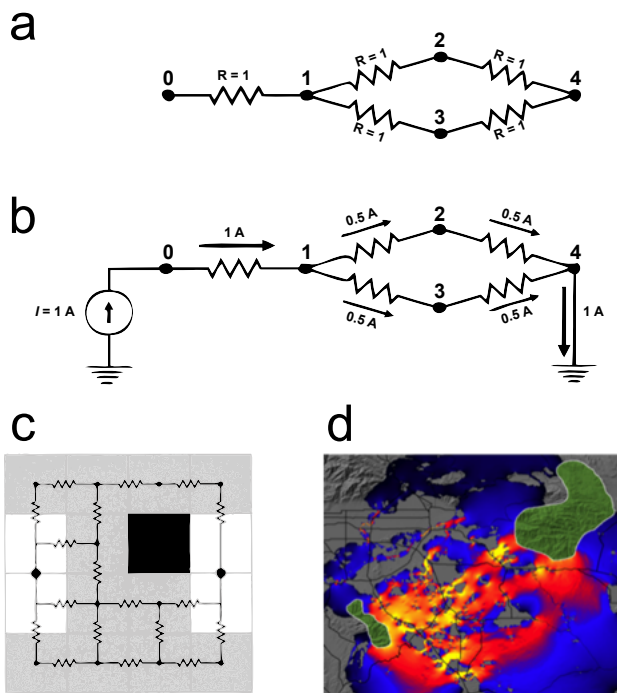 a
0
R = 1
1
R = 1
2
R = 1
R = 1
3
R = 1
4
b
I = 1 A
0
1 A
1
0.5 A
2
0.5 A
0.5 A
3
0.5 A
4
1 A
c
d